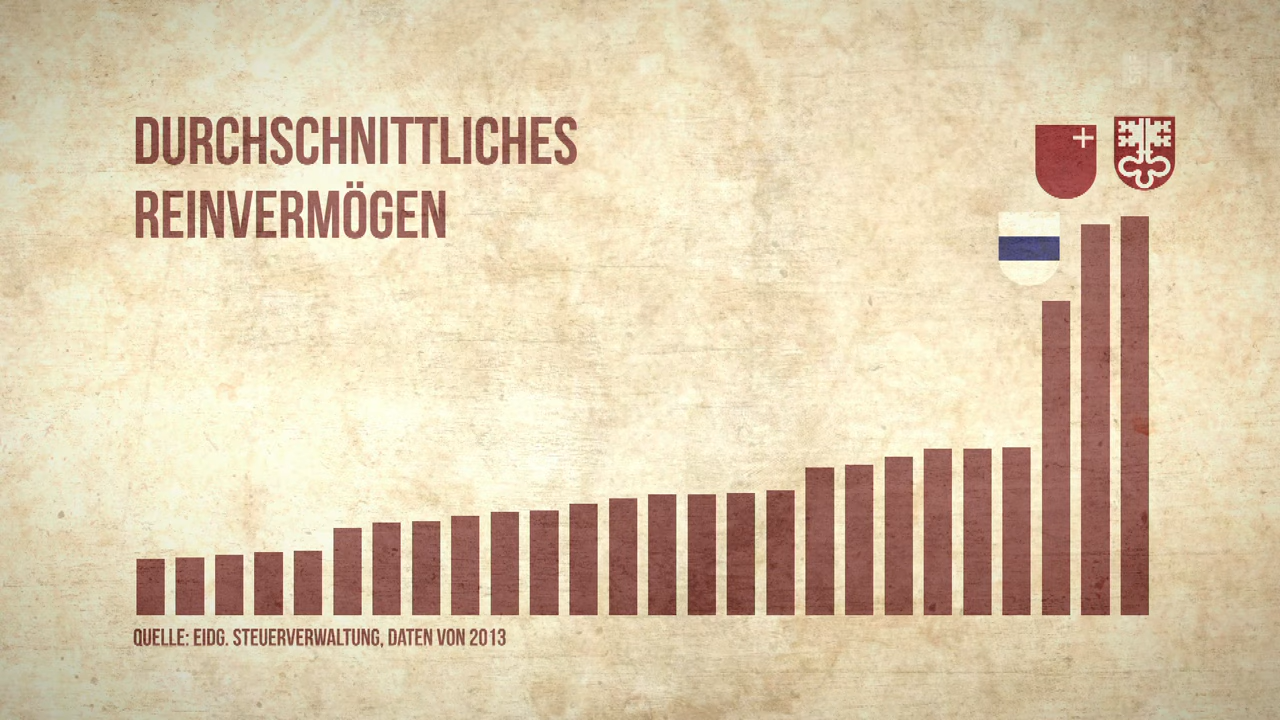 DURCHSCHNITTLICHES
REINVERMÖGEN
QUELLE: EIDG. STEUERVERWALTUNG, DATEN VON 2013